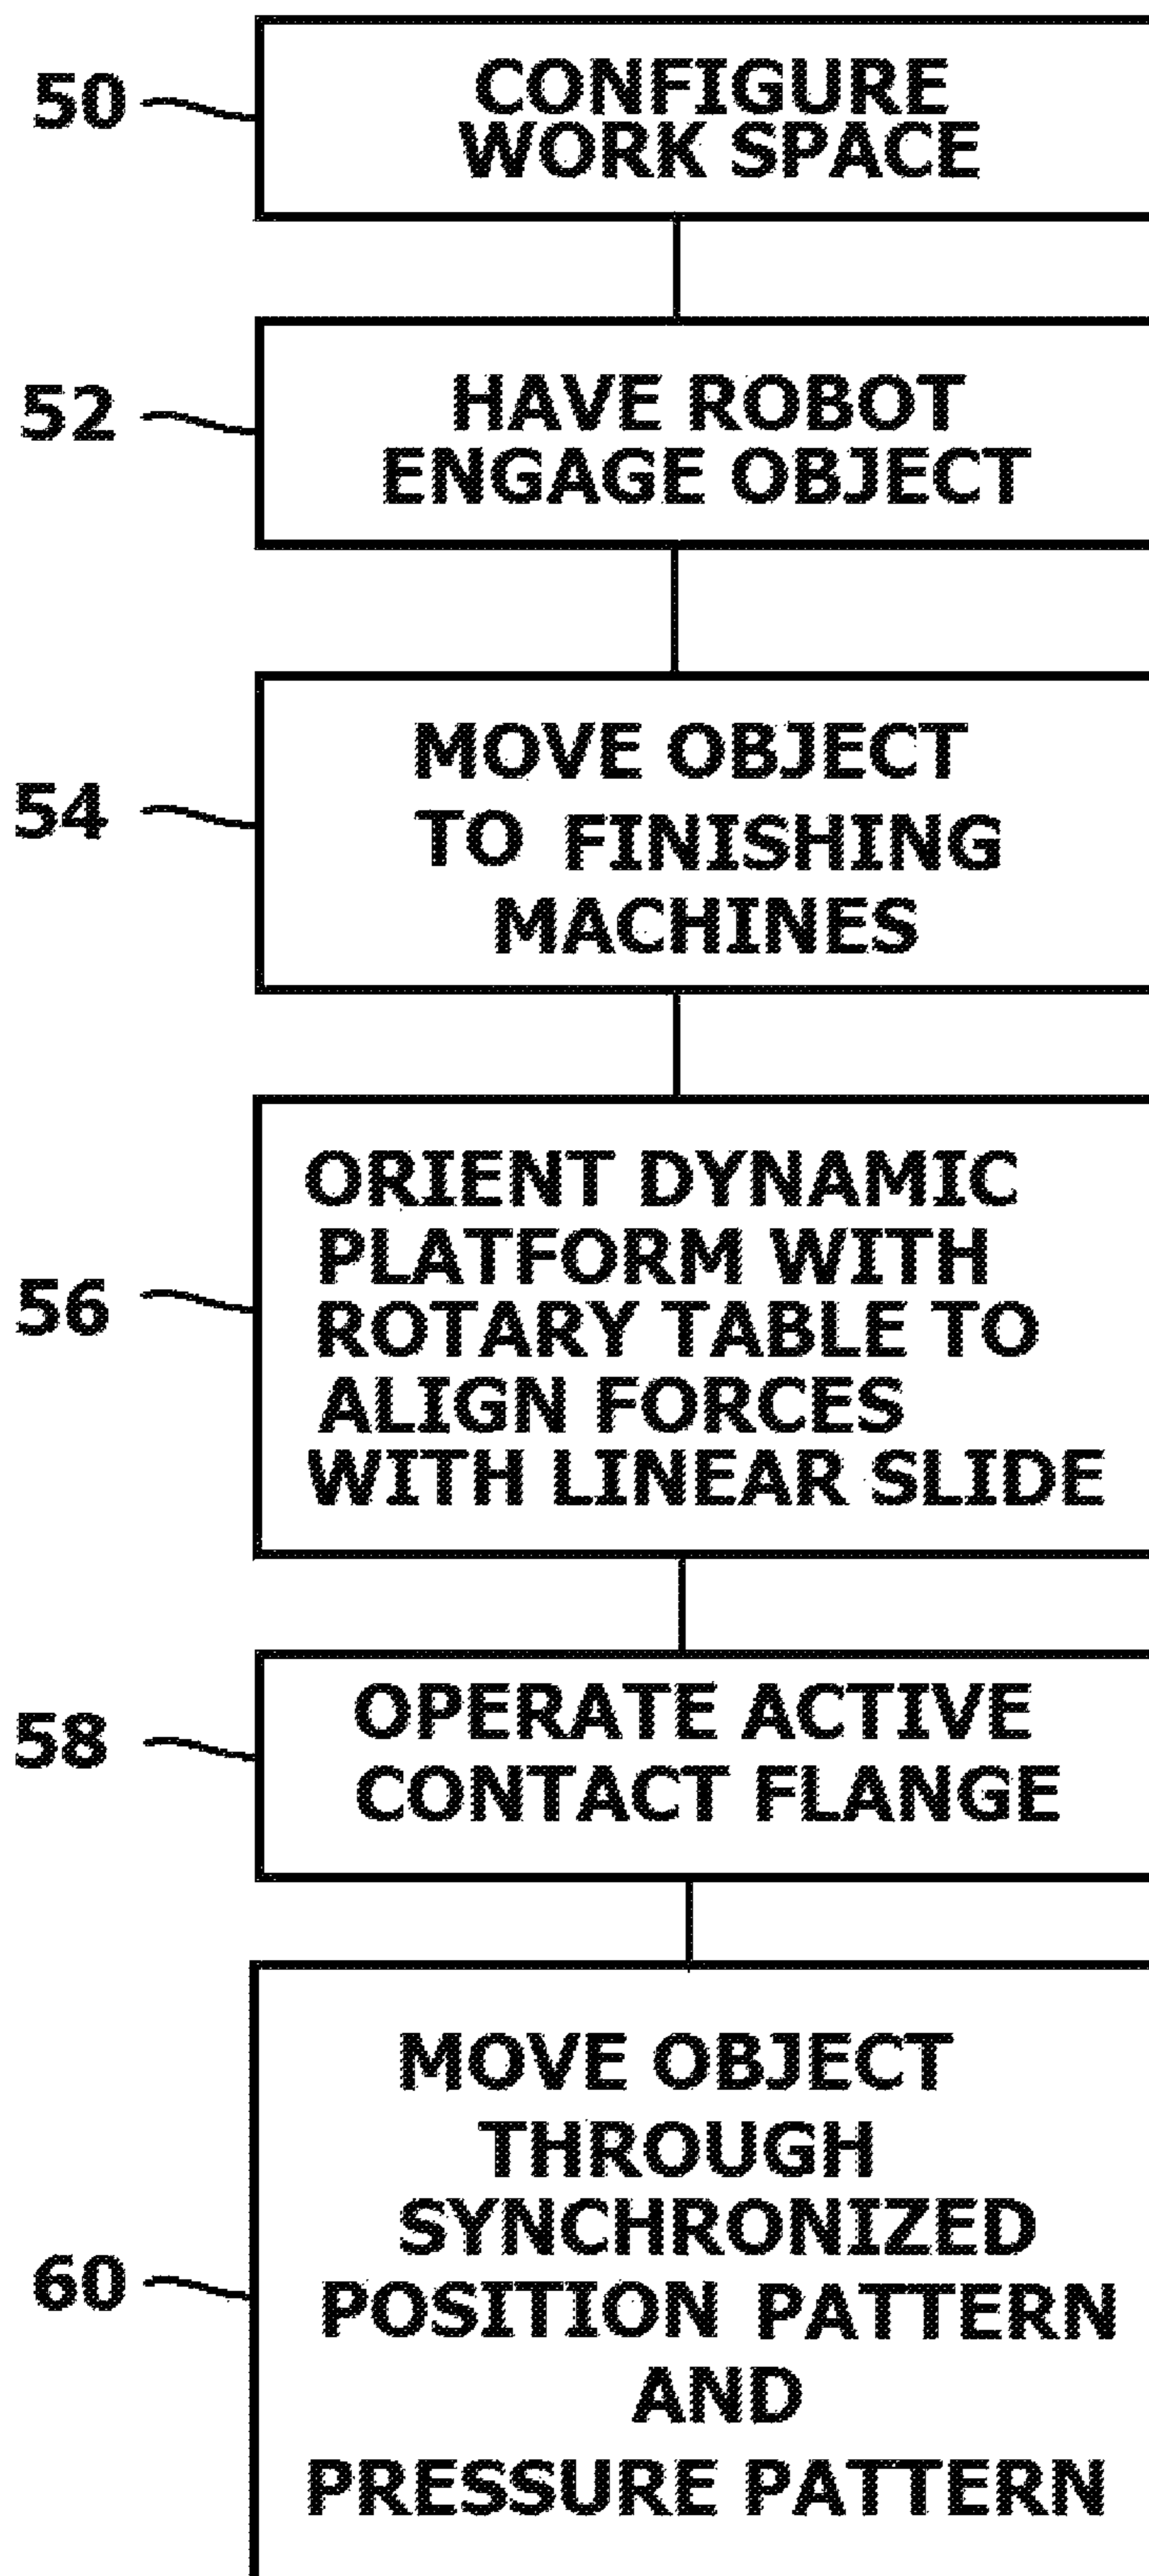 50
CONFIGURE
WORK SPACE
52
HAVE ROBOT
ENGAGE OBJECT
54
MOVE OBJECT
TO FINISHING
MACHINES
56
ORIENT DYNAMIC
PLATFORM WITH
ROTARY TABLE TO
ALIGN FORCES
WITH LINEAR SLIDE
58
OPERATE ACTIVE
CONTACT FLANGE
60
MOVE OBJECT
THROUGH
SYNCHRONIZED
POSITION PATTERN
AND
PRESSURE PATTERN